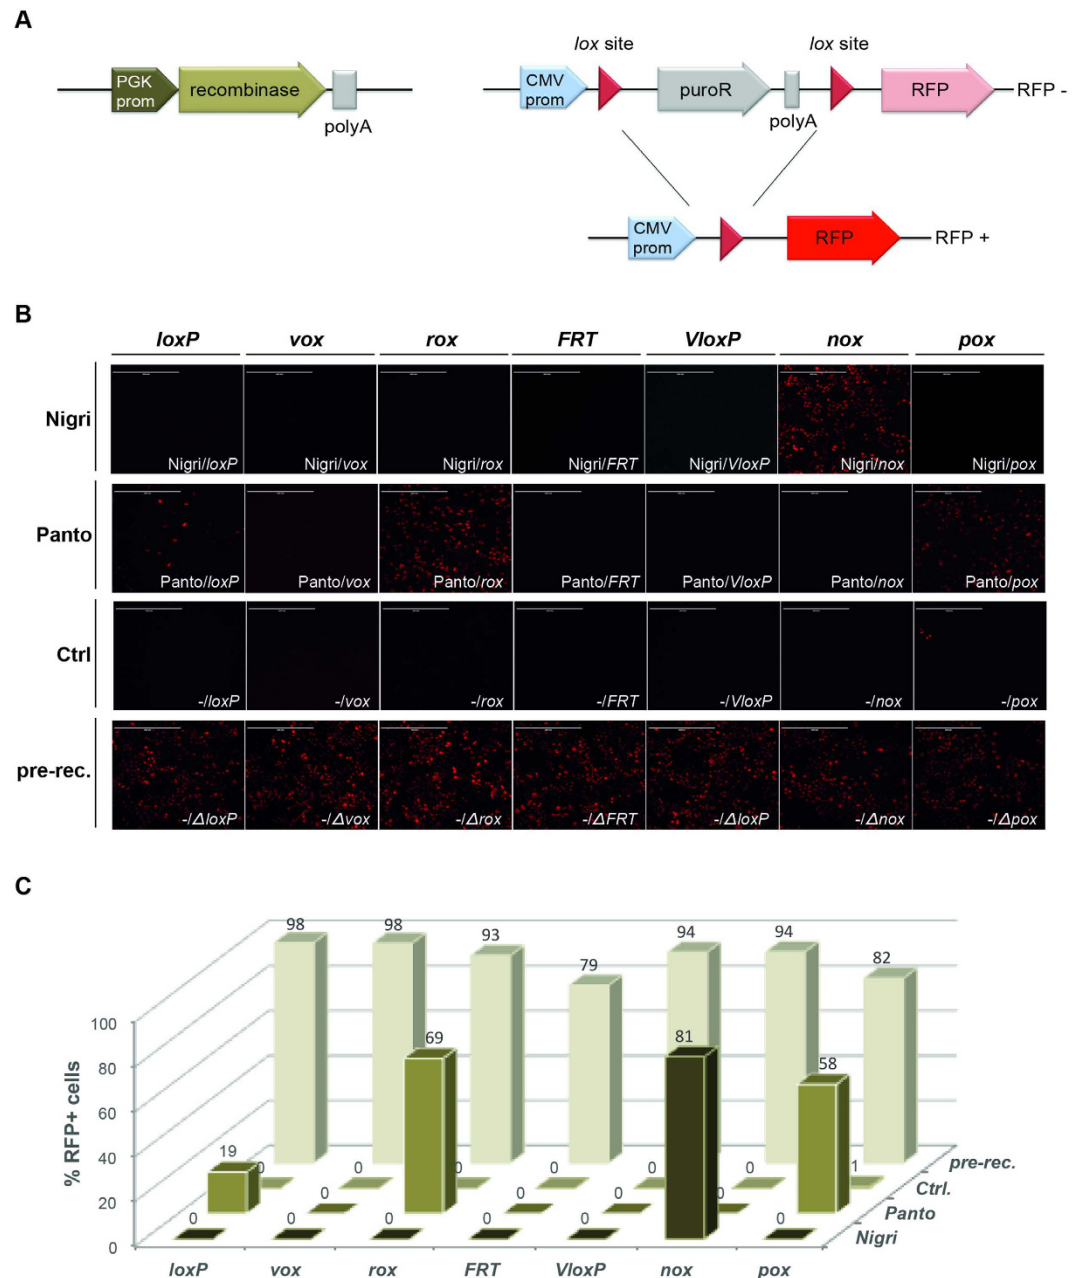 A
lox site lox site
PGK prom
recombinase
polyA
CMV prom
puroR
polyA
RFP
RFP -
CMV prom
RFP
RFP +
B
loxP vox rox FRT VloxP nox pox
Nigri
Nigri/loxP Nigri/vox Nigri/rox Nigri/FRT Nigri/VloxP Nigri/nox Nigri/pox
Panto
Panto/loxP Panto/vox Panto/rox Panto/FRT Panto/VloxP Panto/nox Panto/pox
Ctrl
-/loxP -/vox -/rox -/FRT -/VloxP -/nox -/pox
pre-rec.
-/ΔloxP -/Δvox -/Δrox -/ΔFRT -/ΔloxP -/Δnox -/Δpox
C
% RFP+ cells
100
80
60
40
20
0
98 98 93 79 94 94 82
0 0 0 0 0 0 1
19 0 69 0 0 0 58
0 0 0 0 0 81 0
pre-rec.
Ctrl.
Panto
Nigri
loxP vox rox FRT VloxP nox pox